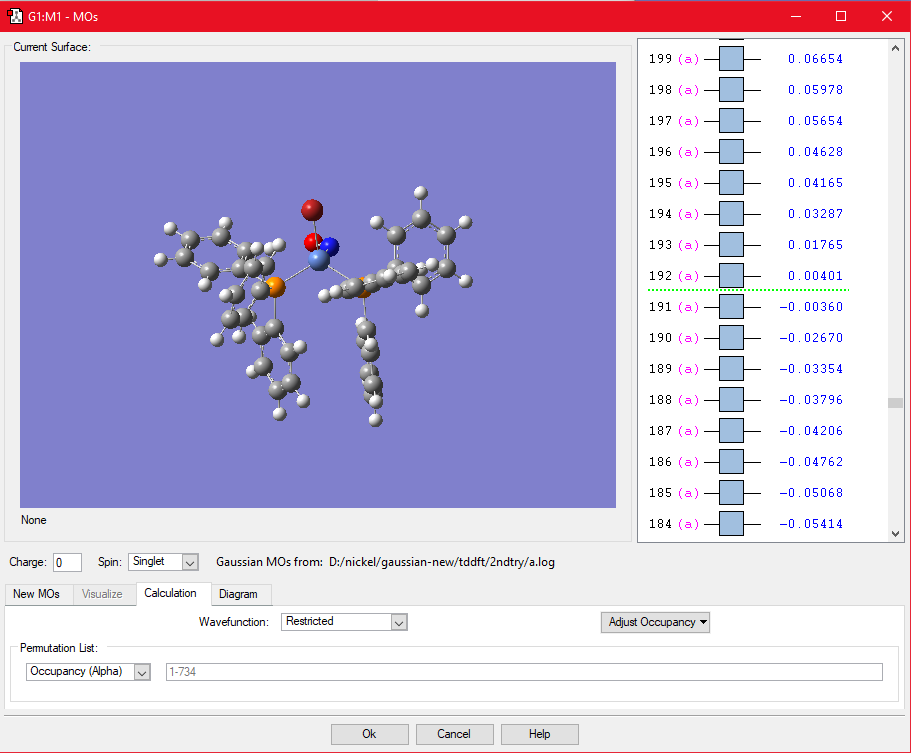 G1:M1 - MOs
Current Surface:
199 (a) 0.06654
198 (a) 0.05978
197 (a) 0.05654
196 (a) 0.04628
195 (a) 0.04165
194 (a) 0.03287
193 (a) 0.01765
192 (a) 0.00401
191 (a) -0.00360
190 (a) -0.02670
189 (a) -0.03354
188 (a) -0.03796
187 (a) -0.04206
186 (a) -0.04762
185 (a) -0.05068
184 (a) -0.05414
None
Charge: 0 Spin: Singlet Gaussian MOs from: D:/nickel/gaussian-new/tddft/2ndtry/a.log
New MOs Visualize Calculation Diagram
Wavefunction: Restricted Adjust Occupancy
Permutation List:
Occupancy (Alpha) 1-734
Ok Cancel Help